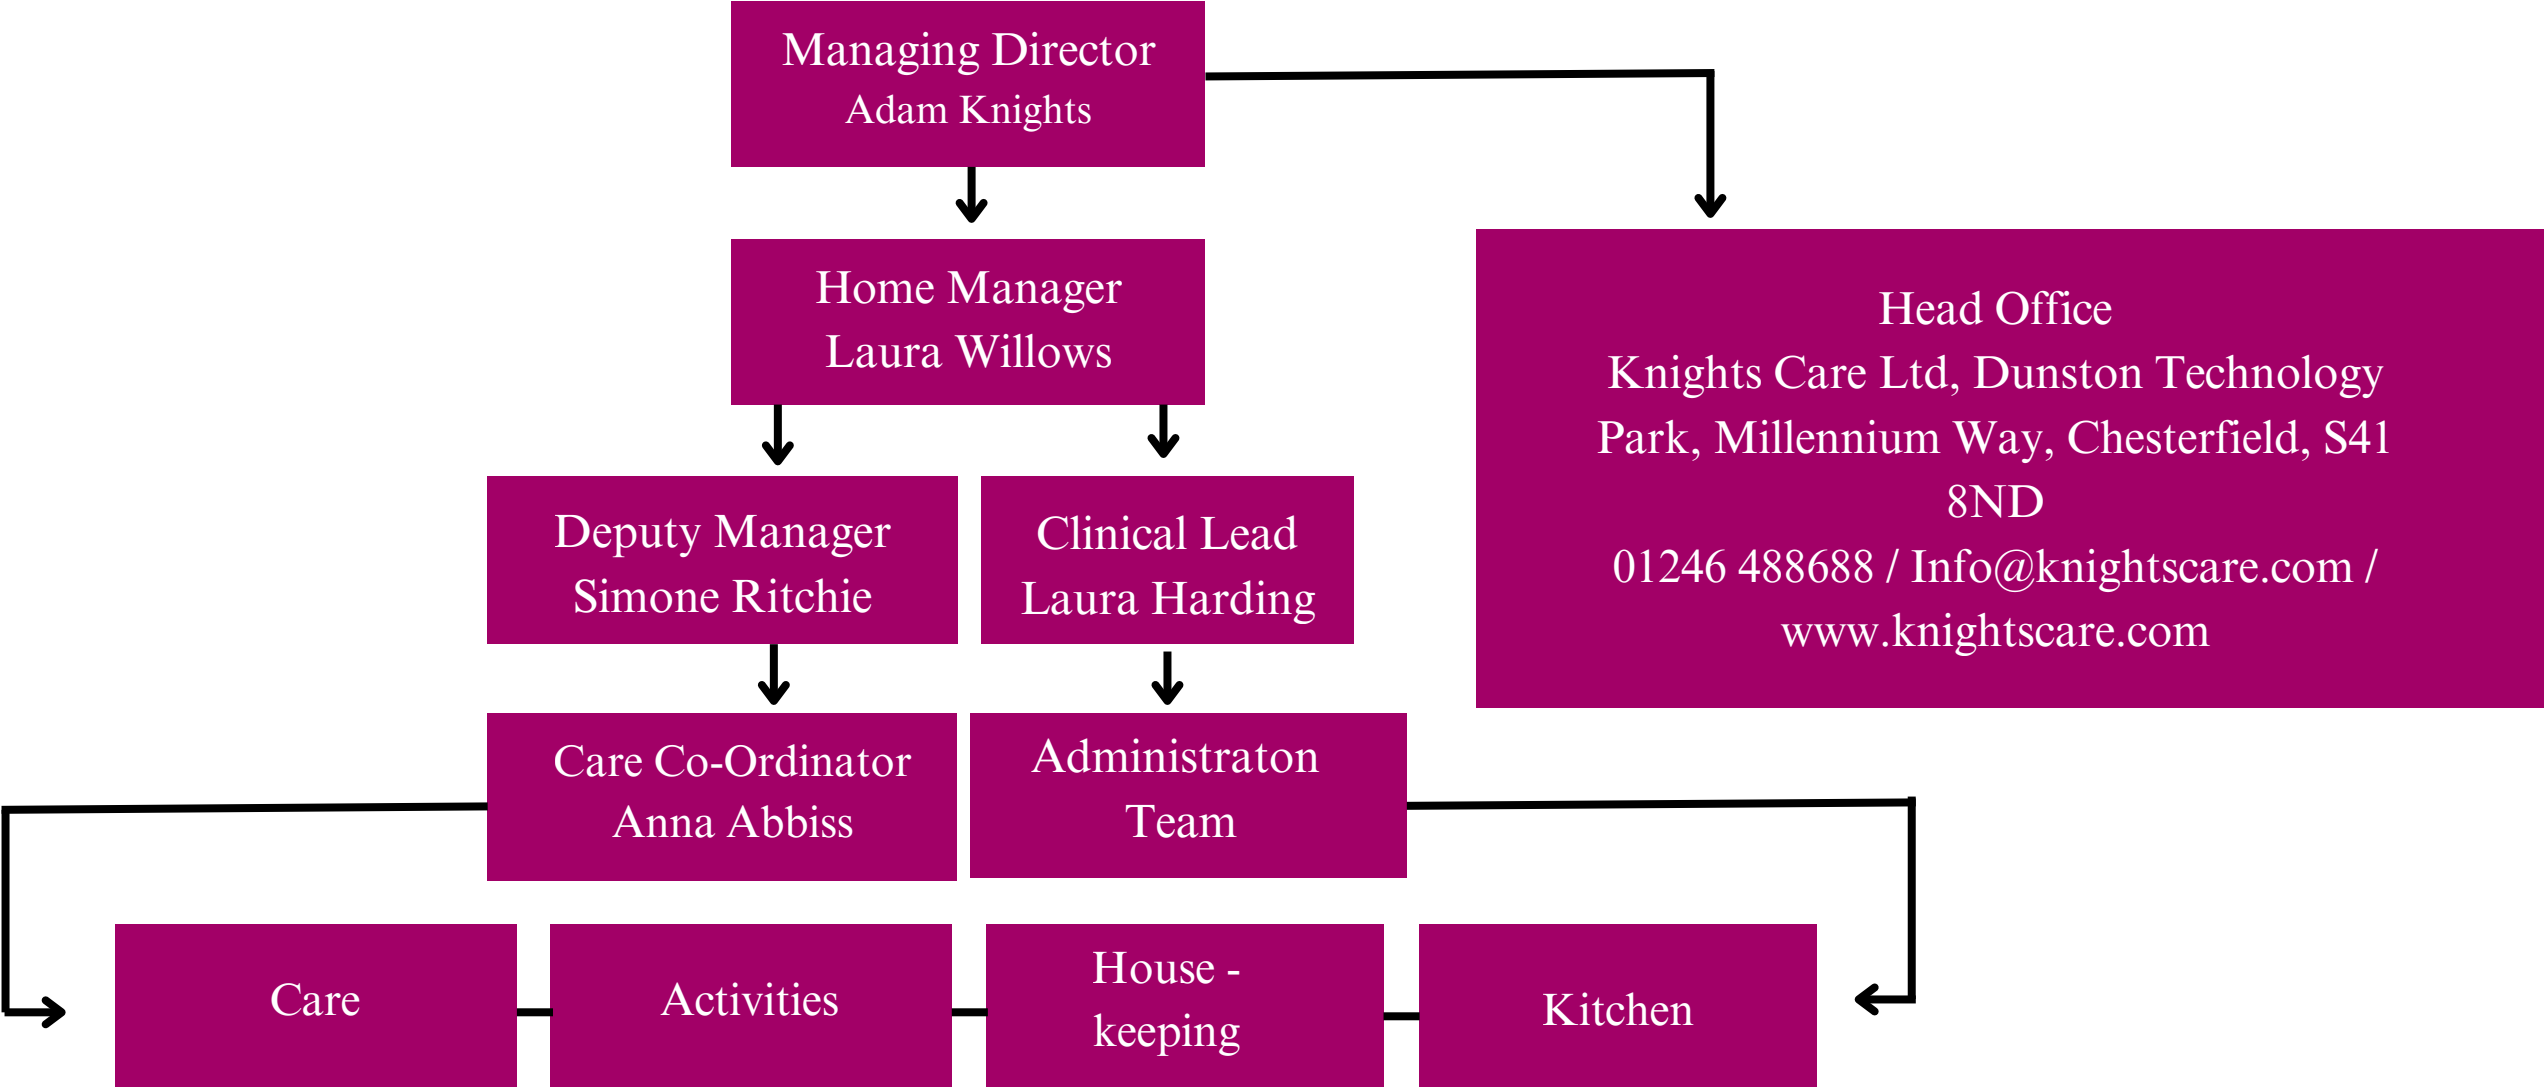 Managing Director
Adam Knights
Home Manager
Laura Willows
Head Office
Knights Care Ltd, Dunston Technology
Park, Millennium Way, Chesterfield, S41
8ND
01246 488688 / Info@knightscare.com /
www.knightscare.com
Deputy Manager
Simone Ritchie
Clinical Lead
Laura Harding
Care Co-Ordinator
Anna Abbiss
Administraton
Team
Care
Activities
House -
keeping
Kitchen